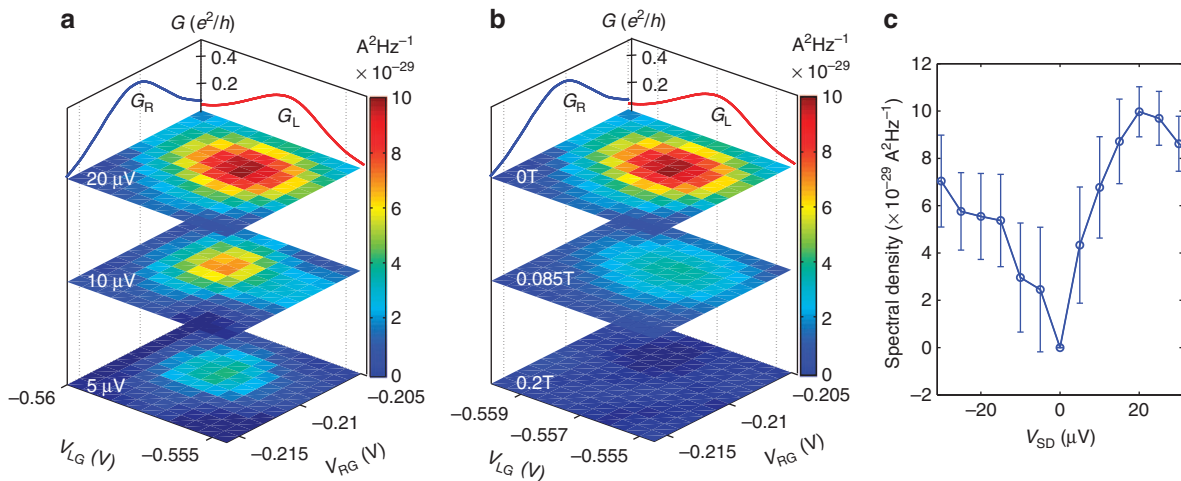 a
G (e²/h)
0.4
0.2
A²Hz⁻¹
× 10⁻²⁹
10
8
6
4
2
0
G_R
G_L
20 μV
10 μV
5 μV
−0.56
−0.555
V_LG (V)
−0.215
−0.21
−0.205
V_RG (V)
b
G (e²/h)
0.4
0.2
A²Hz⁻¹
× 10⁻²⁹
10
8
6
4
2
0
G_R
G_L
0T
0.085T
0.2T
−0.559
−0.557
−0.555
V_LG (V)
−0.215
−0.21
−0.205
V_RG (V)
c
Spectral density (× 10⁻²⁹ A²Hz⁻¹)
12
10
8
6
4
2
0
−2
−20
0
20
V_SD (μV)